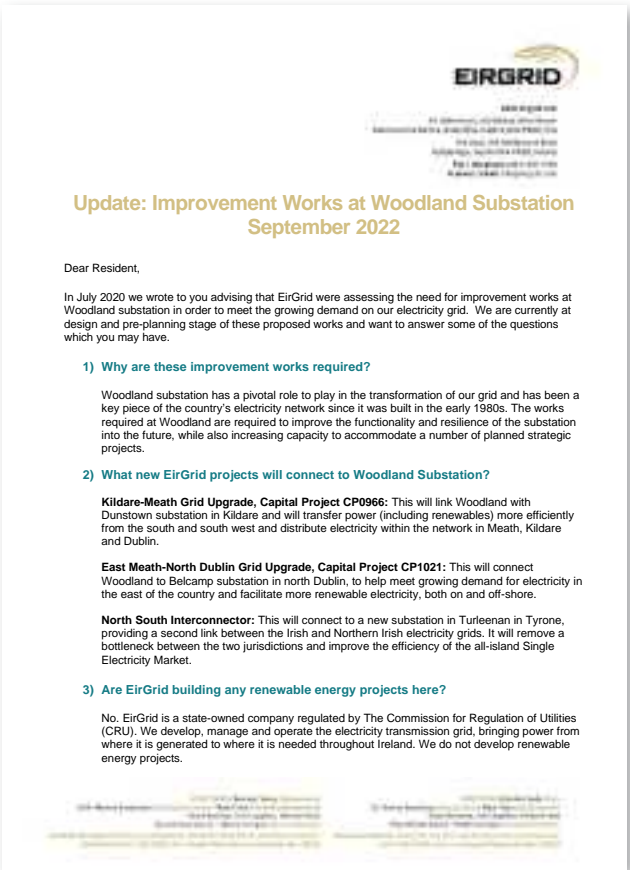 EIRGRID
Update: Improvement Works at Woodland Substation
September 2022
Dear Resident,
In July 2020 we wrote to you advising that EirGrid were assessing the need for improvement works at
Woodland substation in order to meet the growing demand on our electricity grid.  We are currently at
design and pre-planning stage of these proposed works and want to answer some of the questions
which you may have.
1) Why are these improvement works required?
Woodland substation has a pivotal role to play in the transformation of our grid and has been a
key piece of the country's electricity network since it was built in the early 1980s. The works
required at Woodland are required to improve the functionality and resilience of the substation
into the future, while also increasing capacity to accommodate a number of planned strategic
projects.
2) What new EirGrid projects will connect to Woodland Substation?
Kildare-Meath Grid Upgrade, Capital Project CP0966: This will link Woodland with
Dunstown substation in Kildare and will transfer power (including renewables) more efficiently
from the south and south west and distribute electricity within the network in Meath, Kildare
and Dublin.
East Meath-North Dublin Grid Upgrade, Capital Project CP1021: This will connect
Woodland to Belcamp substation in north Dublin, to help meet growing demand for electricity in
the east of the country and facilitate more renewable electricity, both on and off-shore.
North South Interconnector: This will connect to a new substation in Turleenan in Tyrone,
providing a second link between the Irish and Northern Irish electricity grids. It will remove a
bottleneck between the two jurisdictions and improve the efficiency of the all-island Single
Electricity Market.
3) Are EirGrid building any renewable energy projects here?
No. EirGrid is a state-owned company regulated by The Commission for Regulation of Utilities
(CRU). We develop, manage and operate the electricity transmission grid, bringing power from
where it is generated to where it is needed throughout Ireland. We do not develop renewable
energy projects.